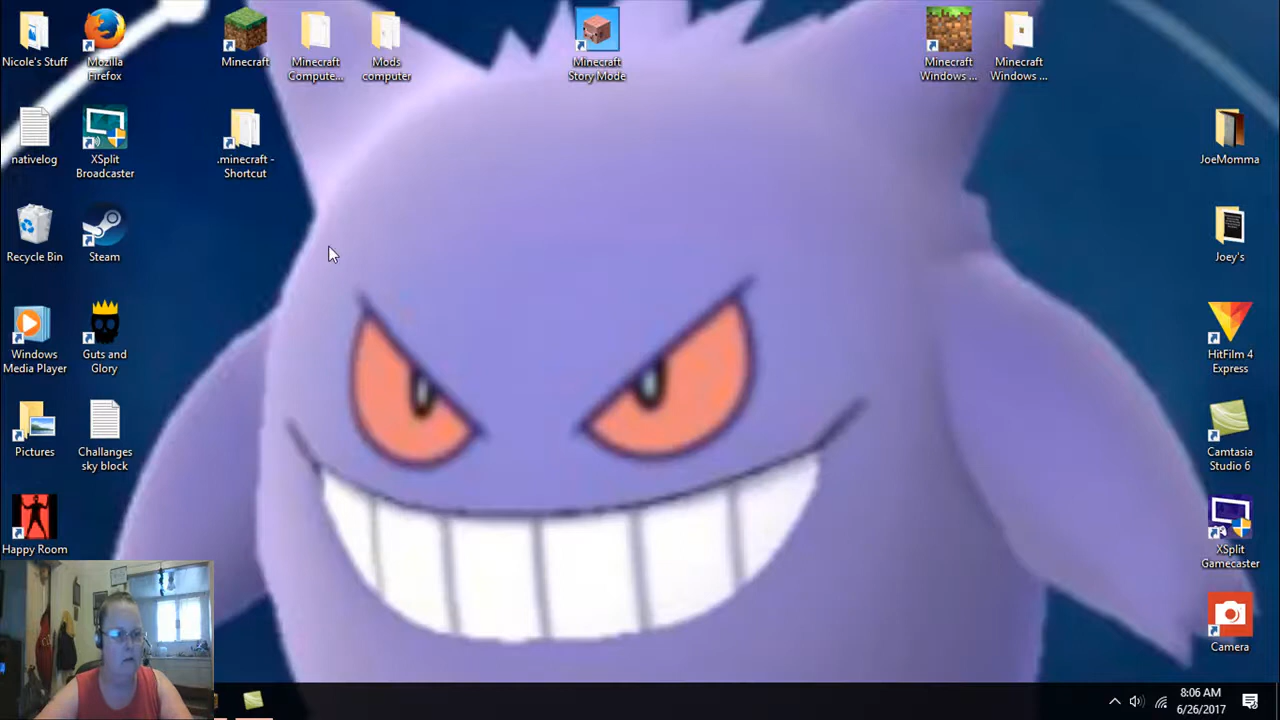 Nicole's Stuff
Mozilla
Firefox
Minecraft
Minecraft
Compute...
Mods
computer
Minecraft
Story Mode
Minecraft
Windows ...
Minecraft
Windows ...
nativelog
XSplit
Broadcaster
.minecraft -
Shortcut
JoeMomma
Recycle Bin
Steam
Joey's
Windows
Media Player
Guts and
Glory
HitFilm 4
Express
Pictures
Challanges
sky block
Camtasia
Studio 6
Happy Room
XSplit
Gamecaster
Camera
8:06 AM
6/26/2017